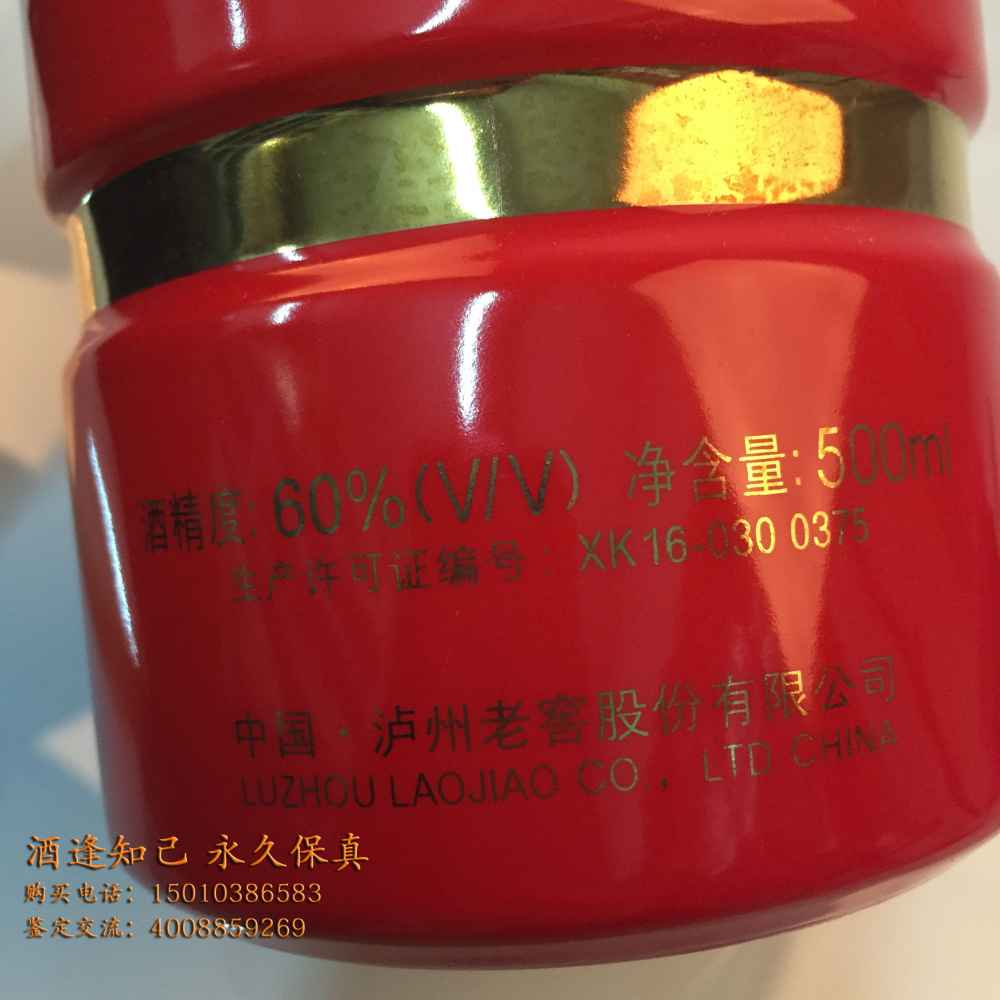 酒精度: 60%(V/V) 净含量: 500ml
生产许可证编号: XK16-030 0375
中国·泸州老窖股份有限公司
LUZHOU LAOJIAO CO., LTD CHINA
酒逢知己 永久保真
购买电话: 15010386583
鉴定交流: 4008859269